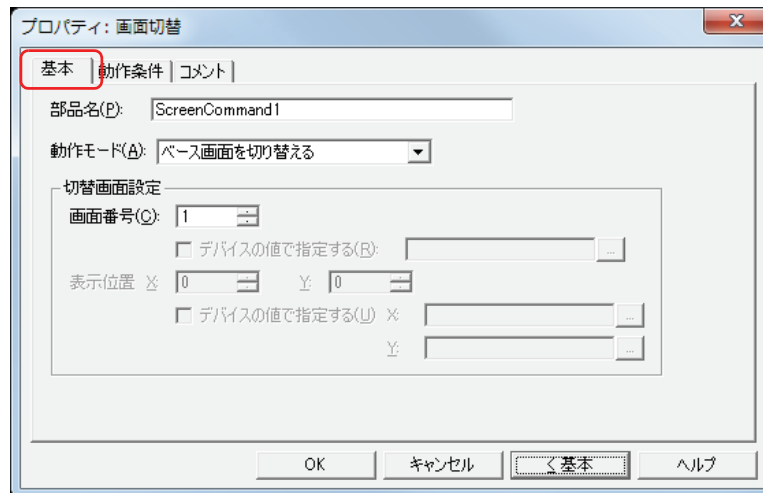 プロパティ: 画面切替
基本 動作条件 コメント
部品名(P): ScreenCommand1
動作モード(A): ベース画面を切り替える
切替画面設定
画面番号(C): 1
デバイスの値で指定する(R): ...
表示位置 X: 0 Y: 0
デバイスの値で指定する(U) X: ...
Y: ...
OK キャンセル <基本 ヘルプ